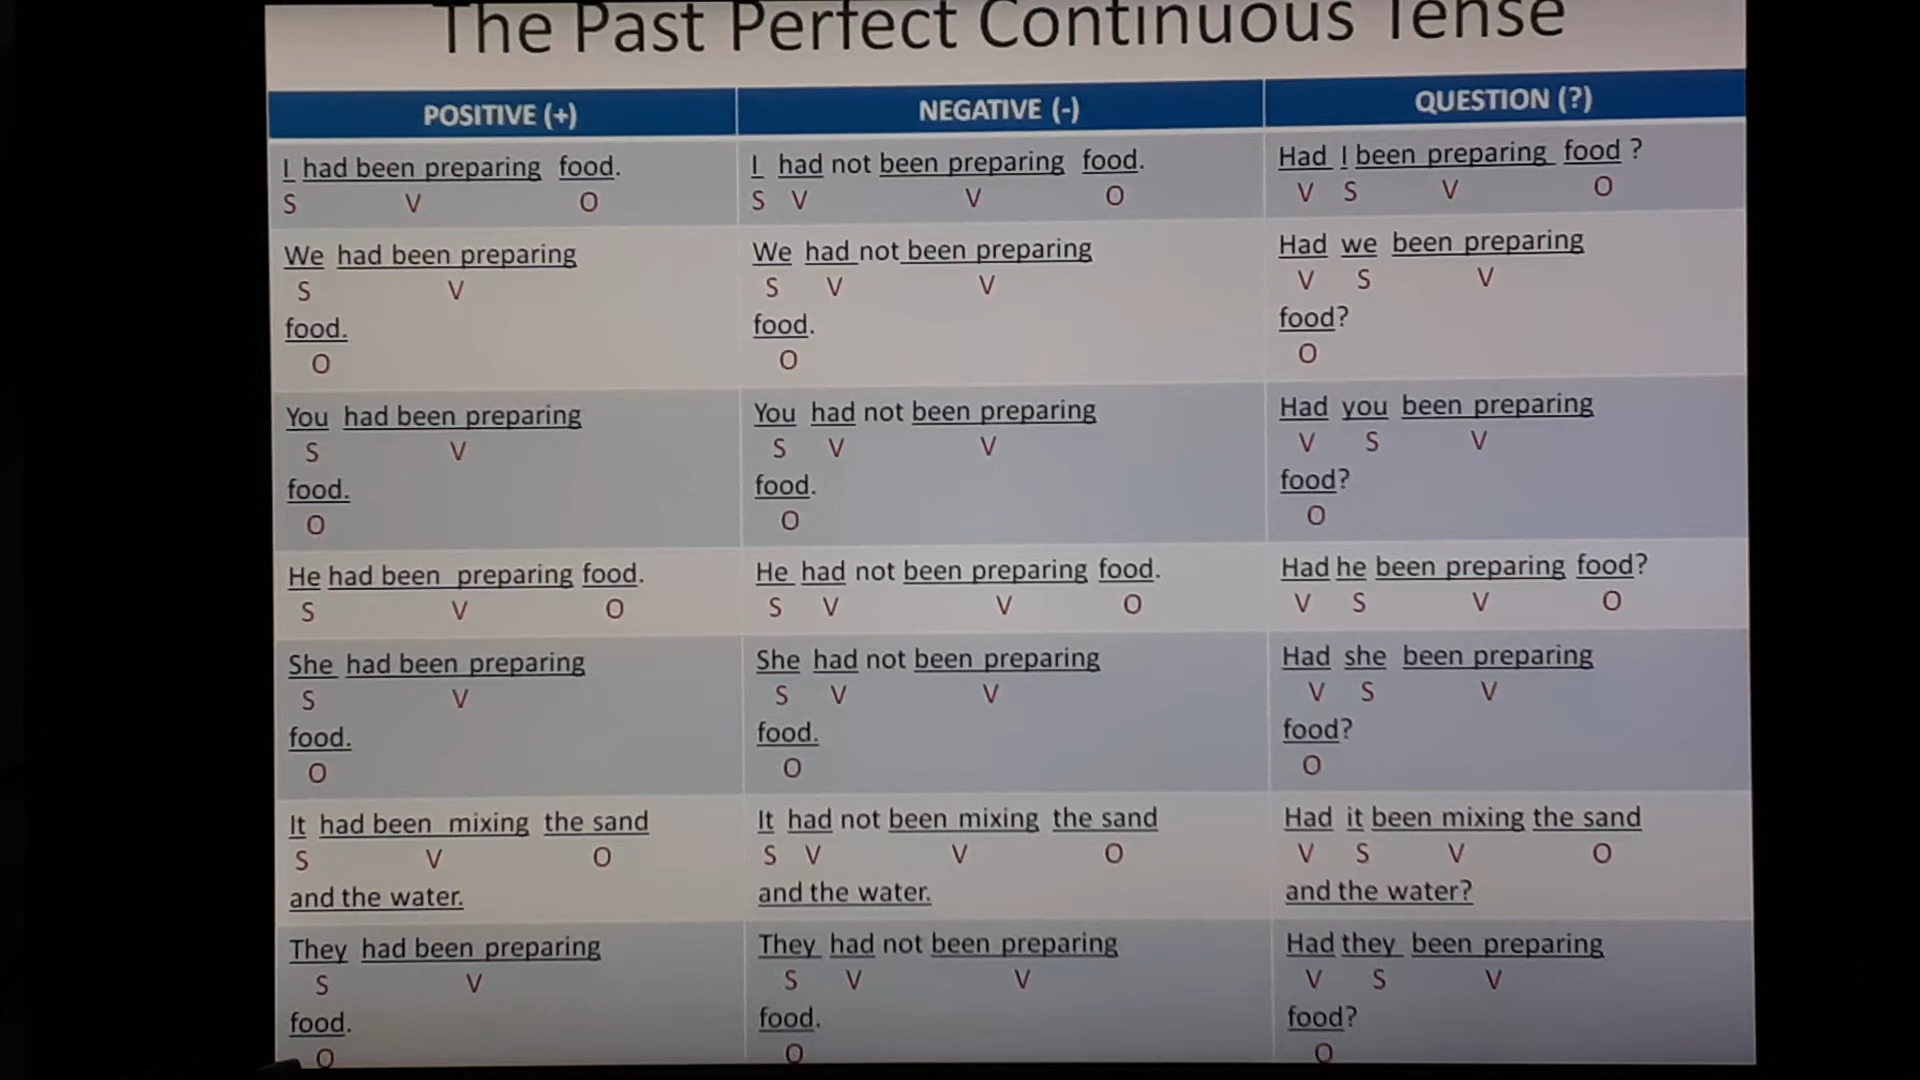 The Past Perfect Continuous Tense
POSITIVE (+)
NEGATIVE (-)
QUESTION (?)
I had been preparing food.
S V O
I had not been preparing food.
S V V O
Had I been preparing food ?
V S V O
We had been preparing
S V
food.
O
We had not been preparing
S V V
food.
O
Had we been preparing
V S V
food?
O
You had been preparing
S V
food.
O
You had not been preparing
S V V
food.
O
Had you been preparing
V S V
food?
O
He had been preparing food.
S V O
He had not been preparing food.
S V V O
Had he been preparing food?
V S V O
She had been preparing
S V
food.
O
She had not been preparing
S V V
food.
O
Had she been preparing
V S V
food?
O
It had been mixing the sand
S V O
and the water.
It had not been mixing the sand
S V V O
and the water.
Had it been mixing the sand
V S V O
and the water?
They had been preparing
S V
food.
O
They had not been preparing
S V V
food.
O
Had they been preparing
V S V
food?
O